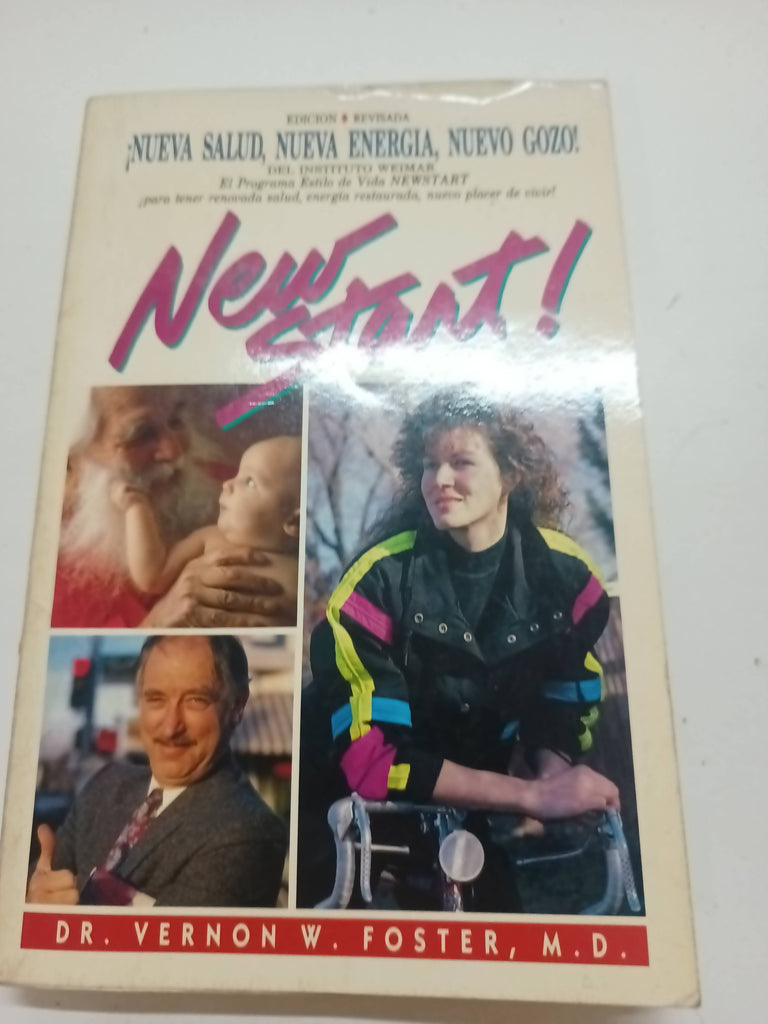 EDICION REVISADA
¡NUEVA SALUD, NUEVA ENERGIA, NUEVO GOZO!
DEL INSTITUTO WEIMAR
El Programa Estilo de Vida NEWSTART
¡para tener renovada salud, energía restaurada, nuevo placer de vivir!
New
Start!
DR. VERNON W. FOSTER, M.D.